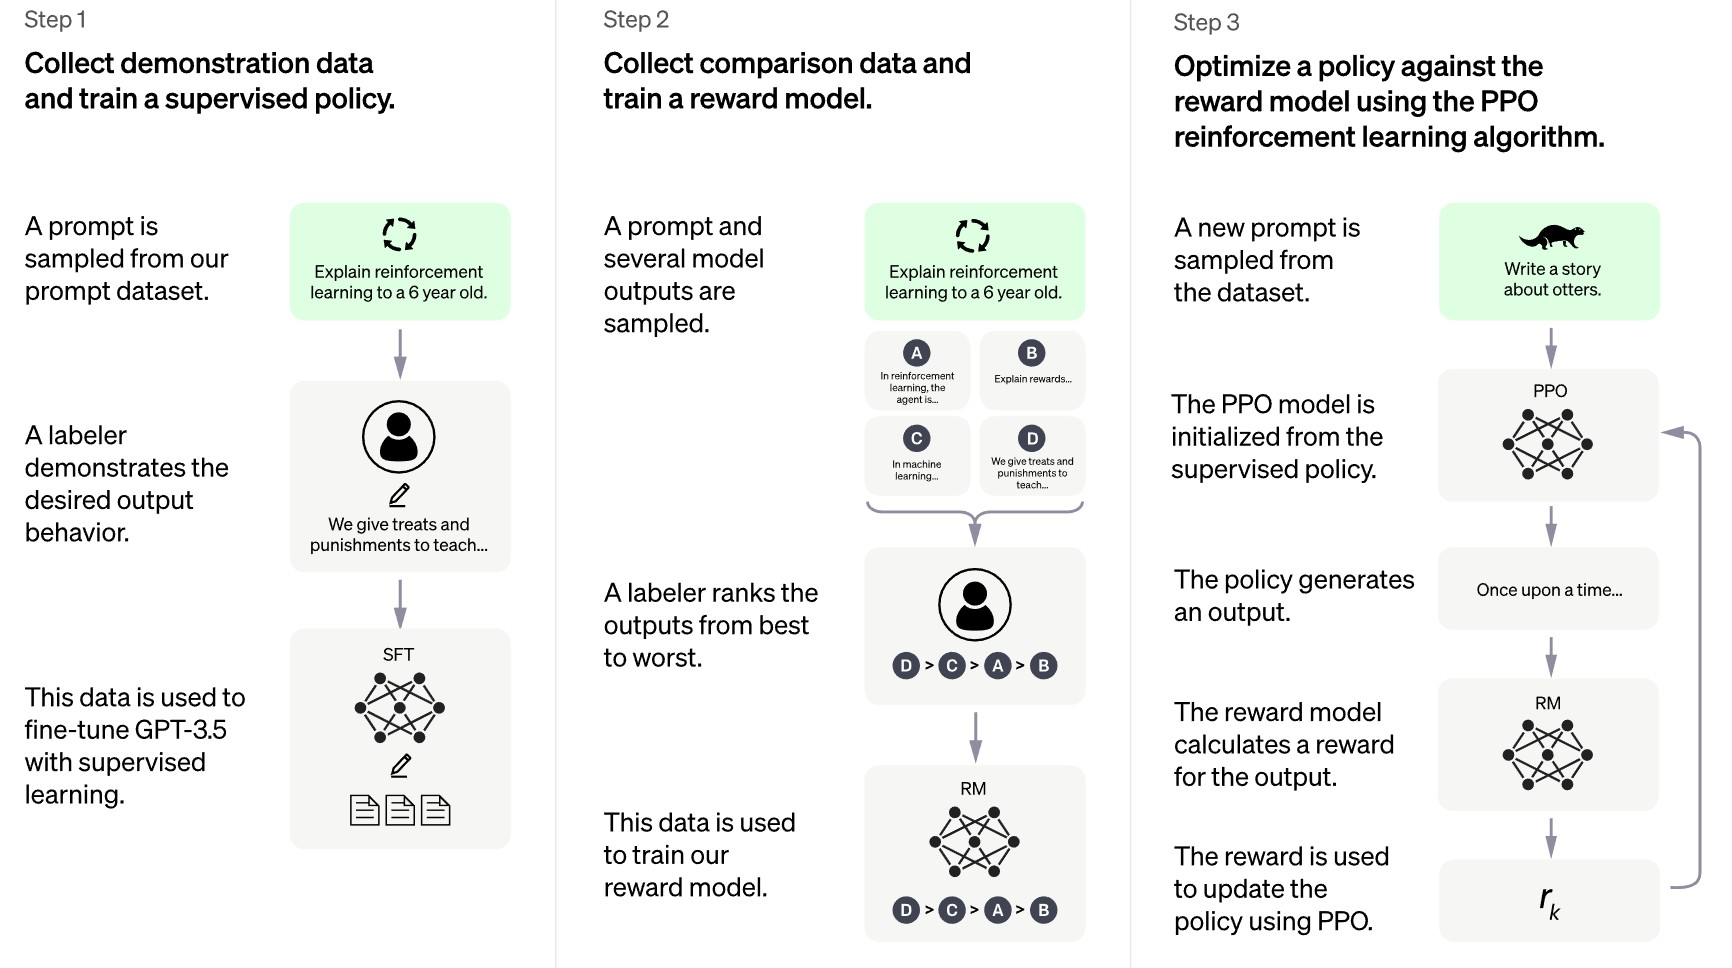 Step 1
Collect demonstration data
and train a supervised policy.
A prompt is
sampled from our
prompt dataset.
Explain reinforcement
learning to a 6 year old.
A labeler
demonstrates the
desired output
behavior.
We give treats and
punishments to teach...
This data is used to
fine-tune GPT-3.5
with supervised
learning.
SFT
Step 2
Collect comparison data and
train a reward model.
A prompt and
several model
outputs are
sampled.
Explain reinforcement
learning to a 6 year old.
A
In reinforcement
learning, the
agent is...
B
Explain rewards...
C
In machine
learning...
D
We give treats and
punishments to
teach...
A labeler ranks the
outputs from best
to worst.
D > C > A > B
This data is used
to train our
reward model.
RM
D > C > A > B
Step 3
Optimize a policy against the
reward model using the PPO
reinforcement learning algorithm.
A new prompt is
sampled from
the dataset.
Write a story
about otters.
The PPO model is
initialized from the
supervised policy.
PPO
The policy generates
an output.
Once upon a time...
The reward model
calculates a reward
for the output.
RM
The reward is used
to update the
policy using PPO.
r_k